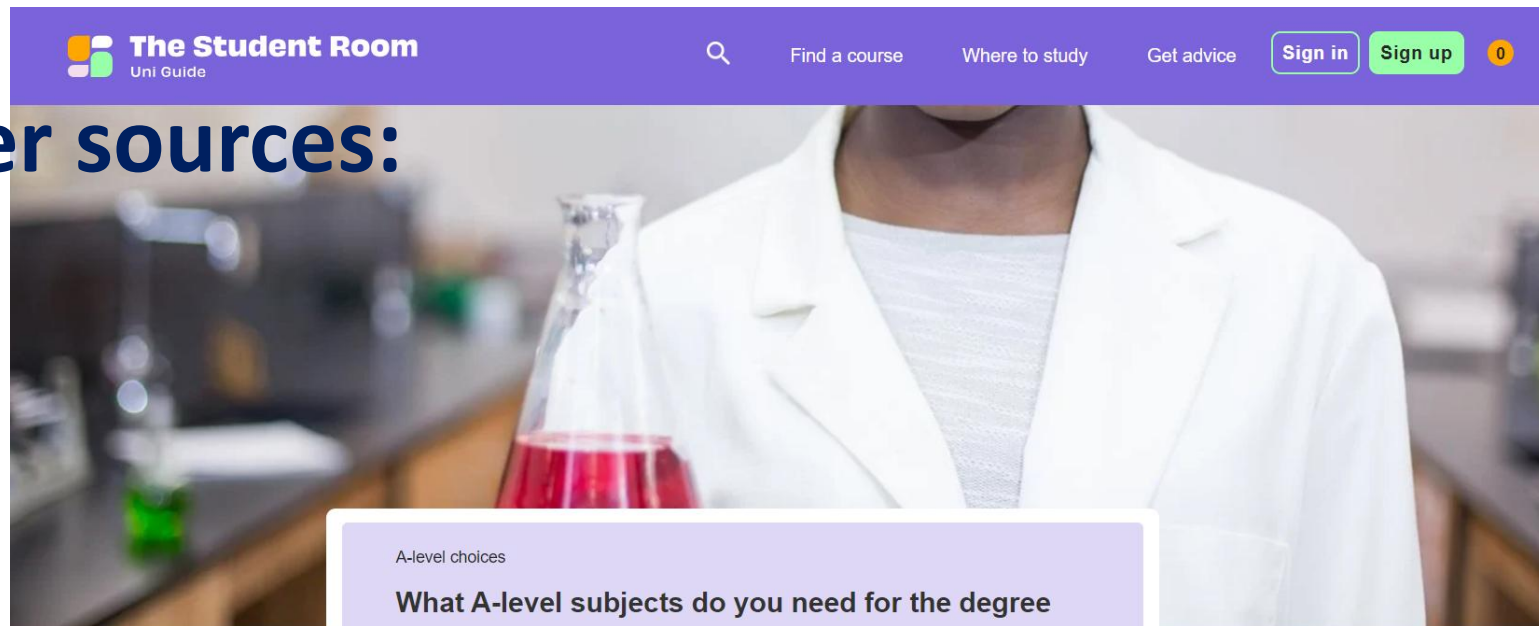 The Student Room
Uni Guide
Find a course Where to study Get advice Sign in Sign up 0
er sources:
A-level choices
What A-level subjects do you need for the degree